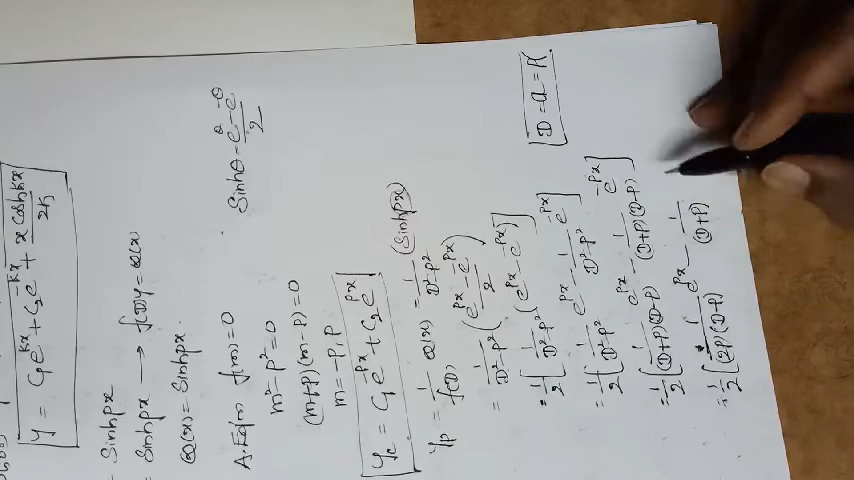 y = C₁e^{kx} + C₂e^{-kx} + x cosh kx / 2k
Sinhpx
= Sinhpx → f(D)y = Q(x)
Q(x) = Sinhpx.
A.Eq(n) f(m)=0
Sinhθ = (e^θ - e^{-θ})/2
m²-p²=0
(m+p)(m-p)=0
m=-p, p
y_c = C₁e^{-px} + C₂e^{px}
y_p = 1/f(D) Q(x) = 1/(D²-p²) (Sinhpx)
= 1/(D²-p²) ((e^{px} - e^{-px})/2)
= 1/2 [1/(D²-p²) (e^{px} - e^{-px})]
= 1/2 [1/(D²-p²) e^{px} - 1/(D²-p²) e^{-px}]
D = a = p
= 1/2 [1/((D+p)(D-p)) e^{px} - 1/((D+p)(D-p)) e^{-px}]
= 1/2 [1/((2p)(D-p)) e^{px} - 1/(D+p)